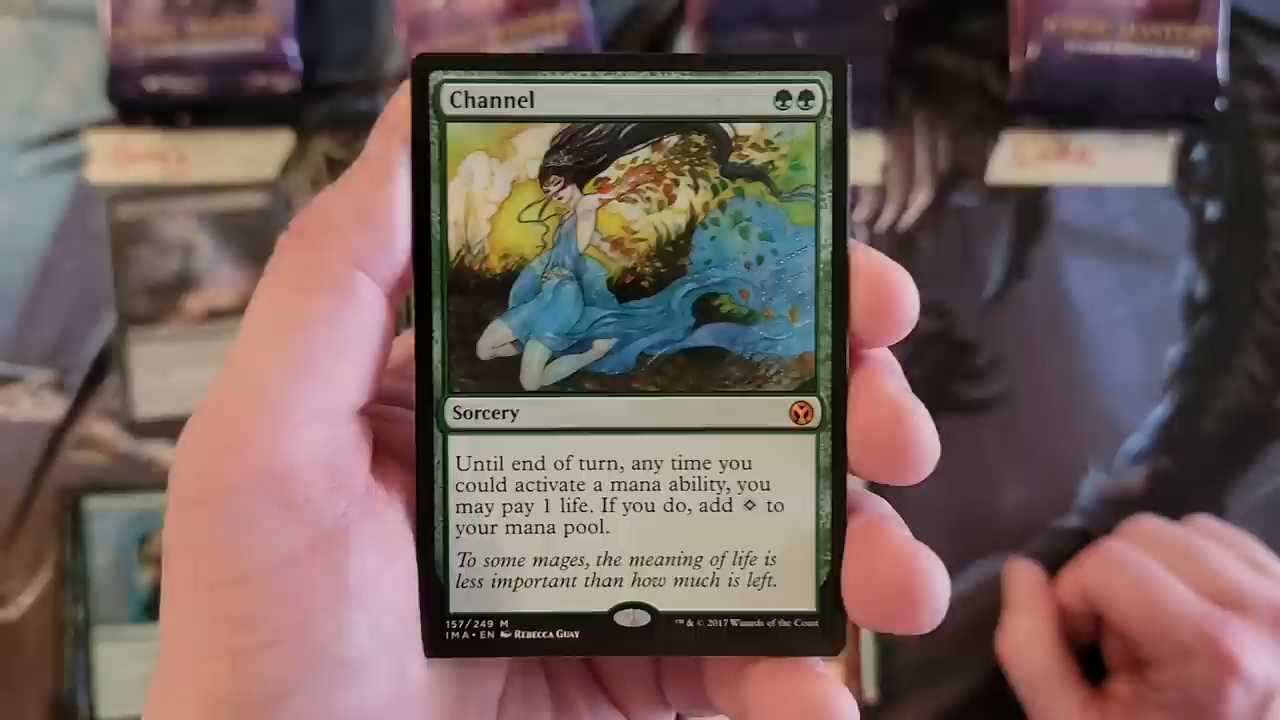 Channel
Sorcery
Until end of turn, any time you
could activate a mana ability, you
may pay 1 life. If you do, add to
your mana pool.
To some mages, the meaning of life is
less important than how much is left.
157/249 M
IMA • EN REBECCA GUAY
™ & © 2017 Wizards of the Coast